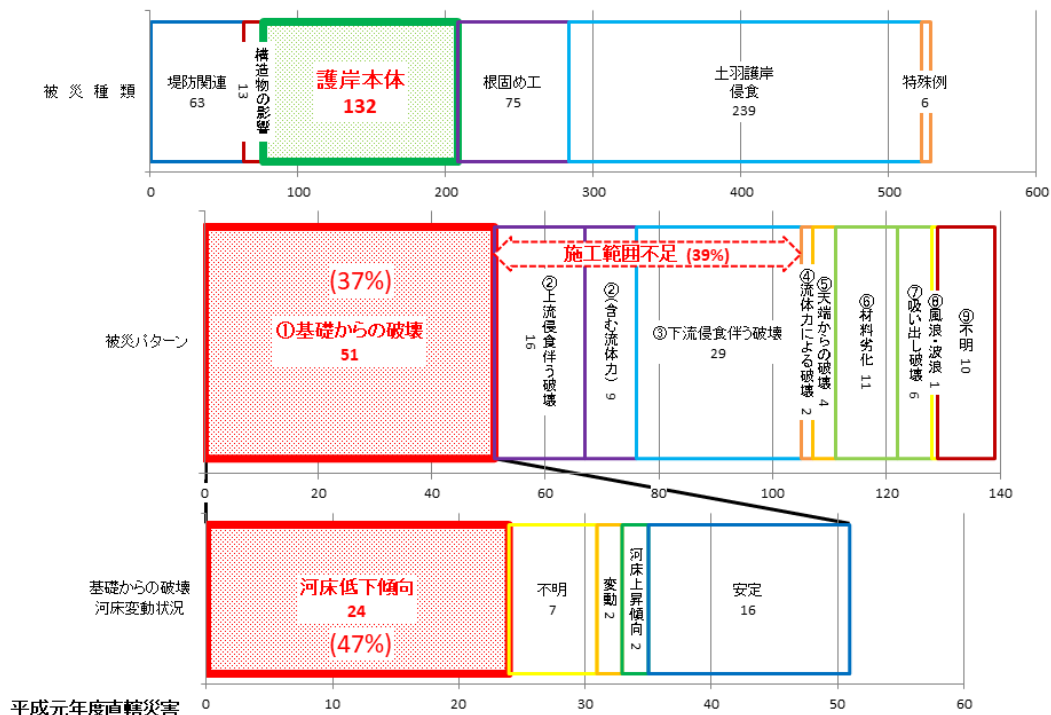 被災種類
堤防関連
63
13
構造物の影響
護岸本体
132
根固め工
75
土羽護岸
侵食
239
特殊例
6
0 100 200 300 400 500 600
被災パターン
(37%)
①基礎からの破壊
51
施工範囲不足 (39%)
②上流侵食伴う破壊
16
②(含む流体力) 9
③下流侵食伴う破壊
29
④流体力による破壊 2
⑤天端からの破壊 4
⑥材料劣化 11
⑦吸い出し破壊 6
⑧風浪・波浪 1
⑨不明 10
0 20 40 60 80 100 120 140
基礎からの破壊
河床変動状況
河床低下傾向
24
(47%)
不明
7
変動 2
河床上昇傾向 2
安定
16
0 10 20 30 40 50 60
平成元年度直轄災害